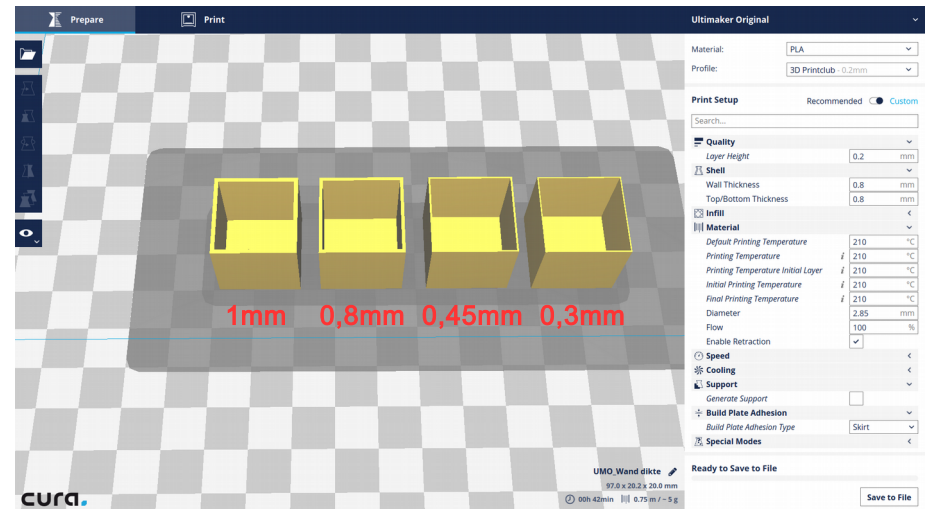 Prepare
Print
Ultimaker Original
Material: PLA
Profile: 3D Printclub - 0.2mm
Print Setup Recommended Custom
Search...
Quality
Layer Height 0.2 mm
Shell
Wall Thickness 0.8 mm
Top/Bottom Thickness 0.8 mm
Infill
Material
Default Printing Temperature 210 °C
Printing Temperature i 210 °C
Printing Temperature Initial Layer i 210 °C
Initial Printing Temperature i 210 °C
Final Printing Temperature i 210 °C
Diameter 2.85 mm
Flow 100 %
Enable Retraction
Speed
Cooling
Support
Generate Support
Build Plate Adhesion
Build Plate Adhesion Type Skirt
Special Modes
1mm 0,8mm 0,45mm 0,3mm
UMO_Wand dikte
97.0 x 20.2 x 20.0 mm
00h 42min 0.75 m / ~ 5 g
cura.
Ready to Save to File
Save to File